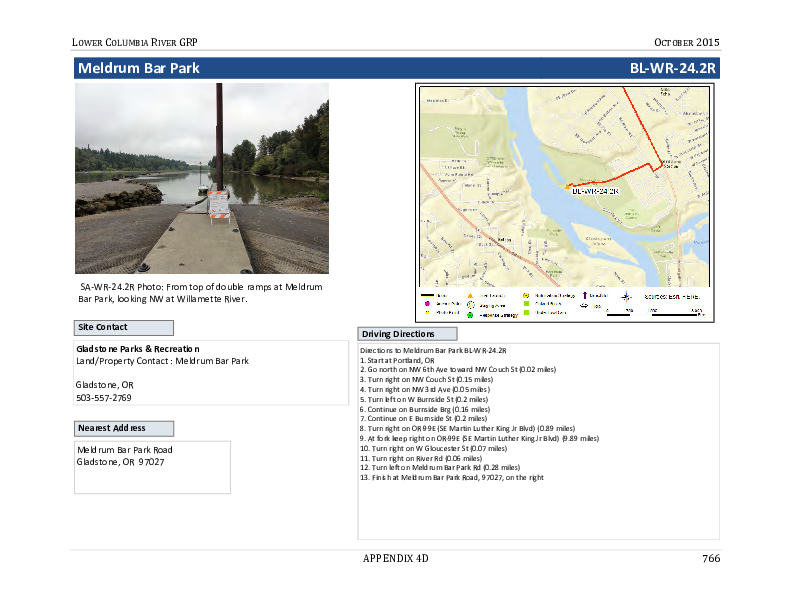 LOWER COLUMBIA RIVER GRP
OCTOBER 2015
Meldrum Bar Park
BL-WR-24.2R
BL-WR-24.2R
SA-WR-24.2R Photo: From top of double ramps at Meldrum
Bar Park, looking NW at Willamette River.
Site Contact
Gladstone Parks & Recreation
Land/Property Contact : Meldrum Bar Park
Gladstone, OR
503-557-2769
Nearest Address
Meldrum Bar Park Road
Gladstone, OR 97027
Driving Directions
Directions to Meldrum Bar Park BL-WR-24.2R
1. Start at Portland, OR
2. Go north on NW 6th Ave toward NW Couch St (0.02 miles)
3. Turn right on NW Couch St (0.15 miles)
4. Turn right on NW 3rd Ave (0.05 miles)
5. Turn left on W Burnside St (0.2 miles)
6. Continue on Burnside Brg (0.16 miles)
7. Continue on E Burnside St (0.2 miles)
8. Turn right on OR-99E (SE Martin Luther King Jr Blvd) (0.89 miles)
9. At fork keep right on OR-99E (SE Martin Luther King Jr Blvd) (9.89 miles)
10. Turn right on W Gloucester St (0.07 miles)
11. Turn right on River Rd (0.06 miles)
12. Turn left on Meldrum Bar Park Rd (0.28 miles)
13. Finish at Meldrum Bar Park Road, 97027, on the right
APPENDIX 4D
766